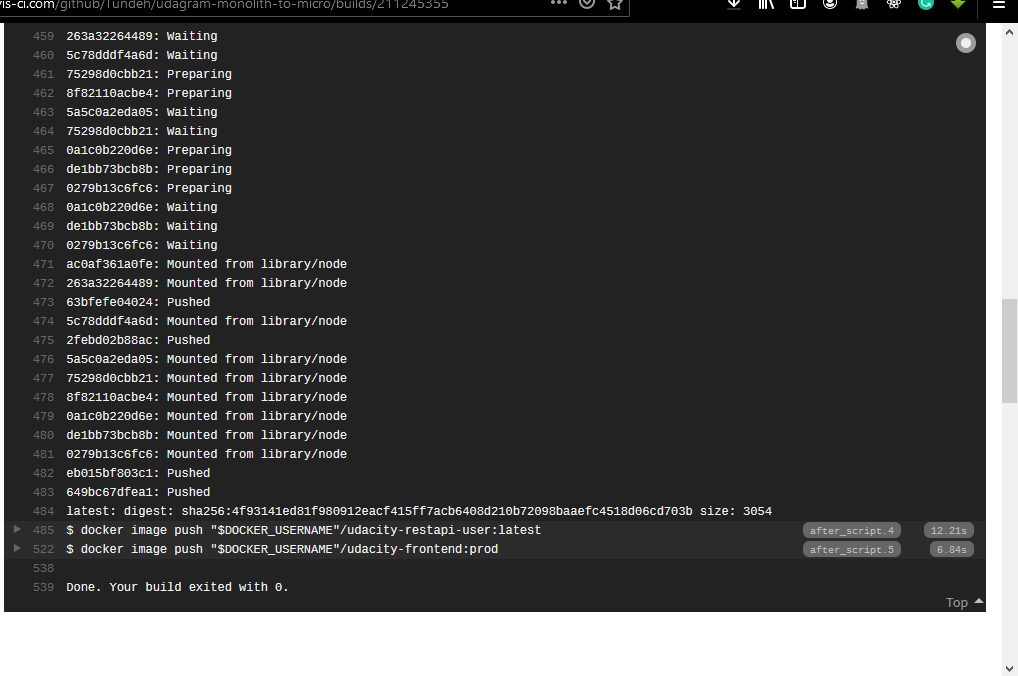 vis-ci.com/github/Tundeh/udagram-monolith-to-micro/builds/211245355
459 263a32264489: Waiting
460 5c78dddf4a6d: Waiting
461 75298d0cbb21: Preparing
462 8f82110acbe4: Preparing
463 5a5c0a2eda05: Waiting
464 75298d0cbb21: Waiting
465 0a1c0b220d6e: Preparing
466 de1bb73bcb8b: Preparing
467 0279b13c6fc6: Preparing
468 0a1c0b220d6e: Waiting
469 de1bb73bcb8b: Waiting
470 0279b13c6fc6: Waiting
471 ac0af361a0fe: Mounted from library/node
472 263a32264489: Mounted from library/node
473 63bfefe04024: Pushed
474 5c78dddf4a6d: Mounted from library/node
475 2febd02b88ac: Pushed
476 5a5c0a2eda05: Mounted from library/node
477 75298d0cbb21: Mounted from library/node
478 8f82110acbe4: Mounted from library/node
479 0a1c0b220d6e: Mounted from library/node
480 de1bb73bcb8b: Mounted from library/node
481 0279b13c6fc6: Mounted from library/node
482 eb015bf803c1: Pushed
483 649bc67dfea1: Pushed
484 latest: digest: sha256:4f93141ed81f980912eacf415ff7acb6408d210b72098baaefc4518d06cd703b size: 3054
485 $ docker image push "$DOCKER_USERNAME"/udacity-restapi-user:latest after_script.4 12.21s
522 $ docker image push "$DOCKER_USERNAME"/udacity-frontend:prod after_script.5 6.84s
538
539 Done. Your build exited with 0.
Top